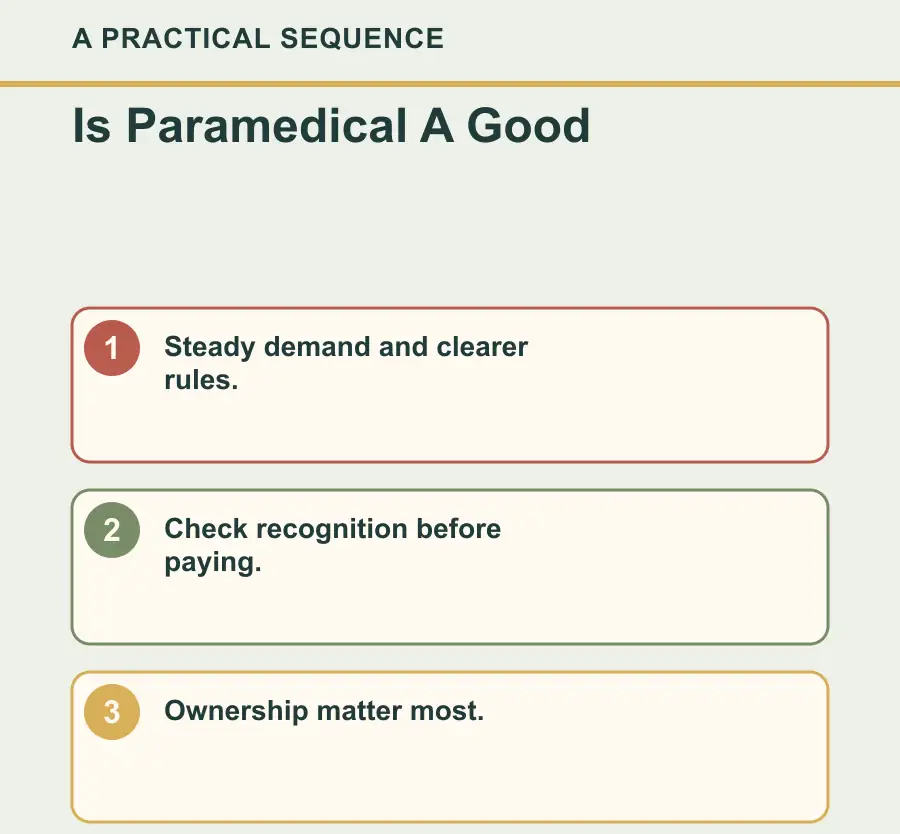 A PRACTICAL SEQUENCE
Is Paramedical A Good
1
Steady demand and clearer
rules.
2
Check recognition before
paying.
3
Ownership matter most.